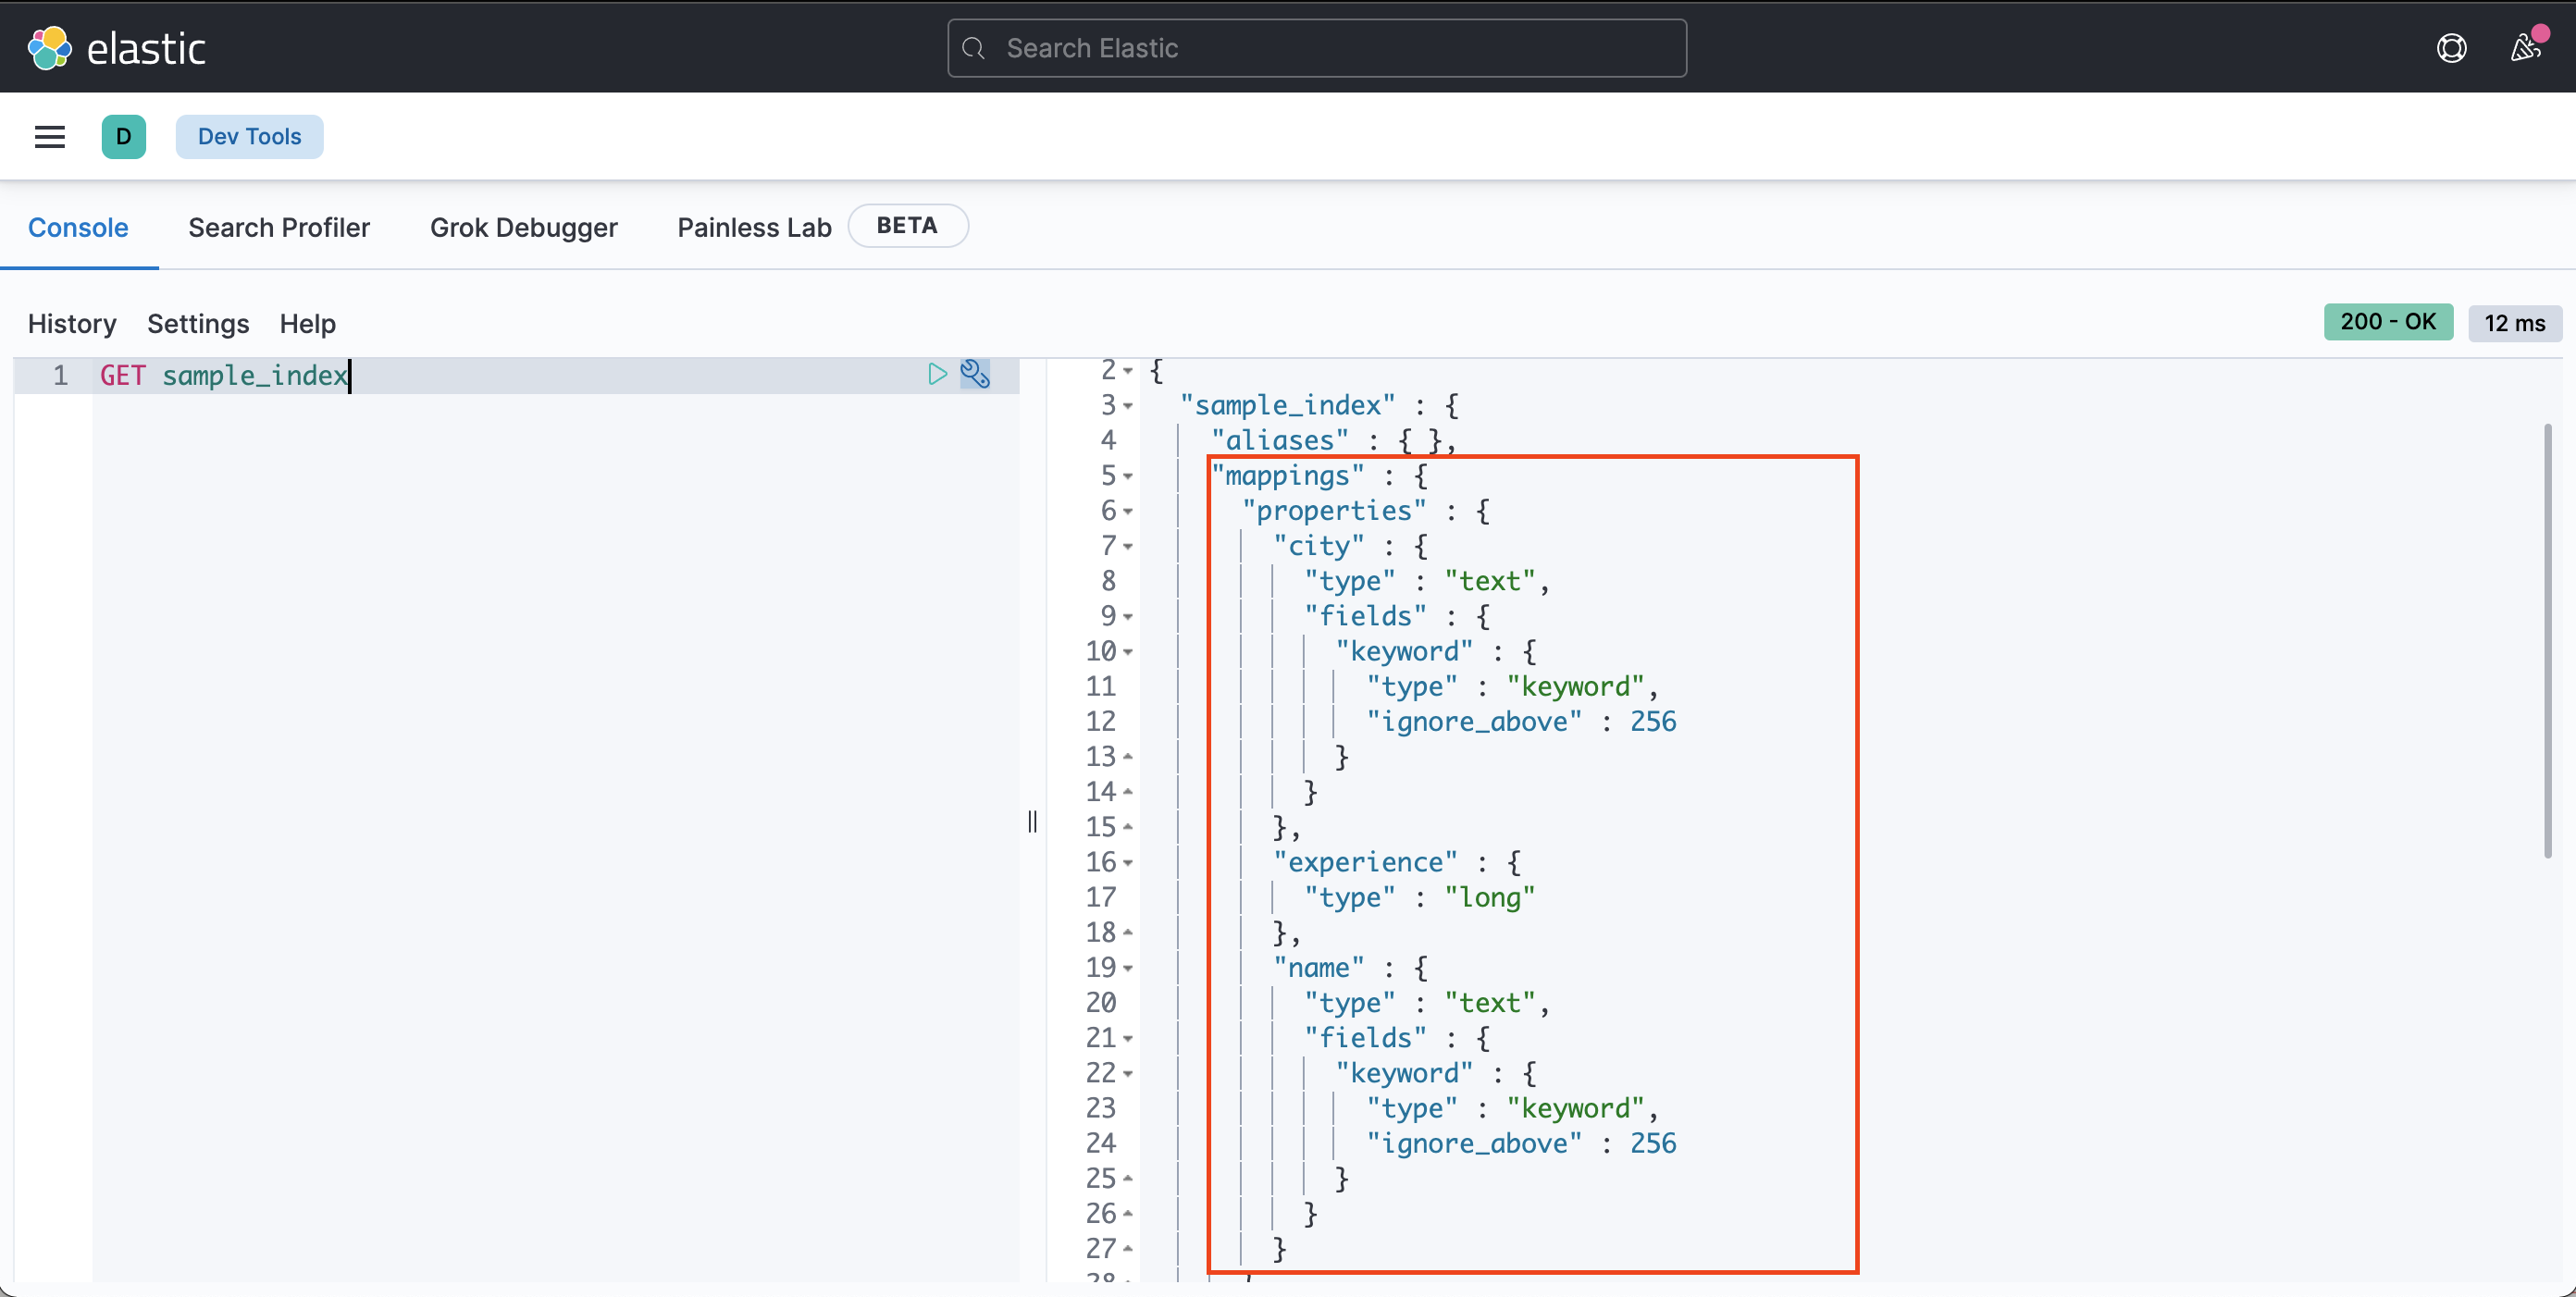 elastic
Search Elastic
D
Dev Tools
Console
Search Profiler
Grok Debugger
Painless Lab
BETA
History
Settings
Help
200 - OK
12 ms
1 GET sample_index
2 {
3 "sample_index" : {
4 "aliases" : { },
5 "mappings" : {
6 "properties" : {
7 "city" : {
8 "type" : "text",
9 "fields" : {
10 "keyword" : {
11 "type" : "keyword",
12 "ignore_above" : 256
13 }
14 }
15 },
16 "experience" : {
17 "type" : "long"
18 },
19 "name" : {
20 "type" : "text",
21 "fields" : {
22 "keyword" : {
23 "type" : "keyword",
24 "ignore_above" : 256
25 }
26 }
27 }
28